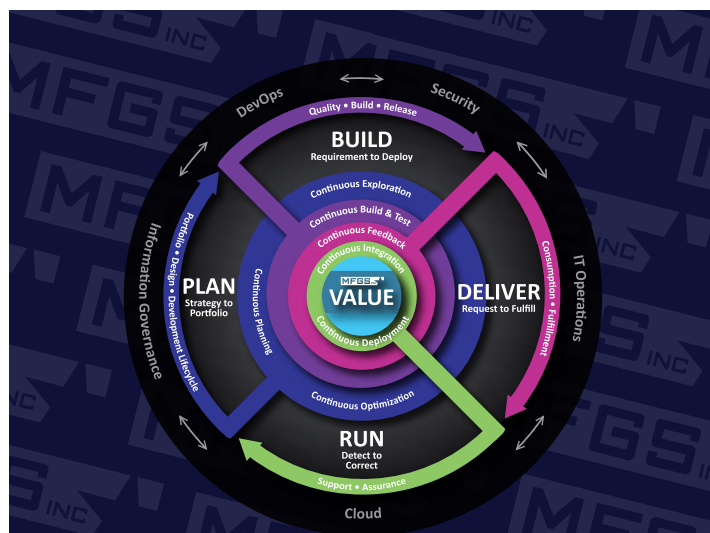 DevOps
Security
Quality • Build • Release
BUILD
Requirement to Deploy
Continuous Exploration
Continuous Build & Test
Continuous Feedback
Continuous Integration
MFGS
VALUE
Continuous Deployment
Continuous Planning
Continuous Optimization
PLAN
Strategy to
Portfolio
Portfolio • Design • Development Lifecylcle
Information Governance
DELIVER
Request to Fulfill
Consumption • Fulfillment
IT Operations
RUN
Detect to
Correct
Support • Assurance
Cloud
MFGS INC